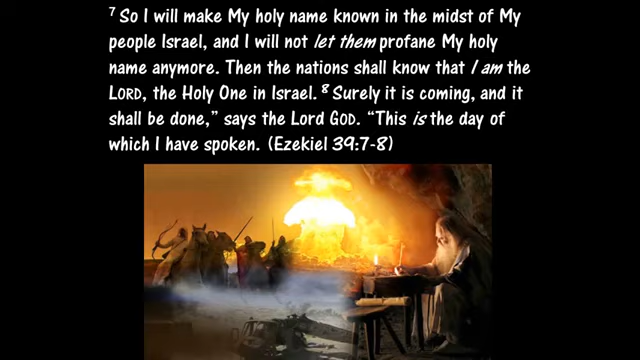 7 So I will make My holy name known in the midst of My
people Israel, and I will not let them profane My holy
name anymore. Then the nations shall know that I am the
LORD, the Holy One in Israel. 8 Surely it is coming, and it
shall be done,” says the Lord GOD. “This is the day of
which I have spoken. (Ezekiel 39:7-8)